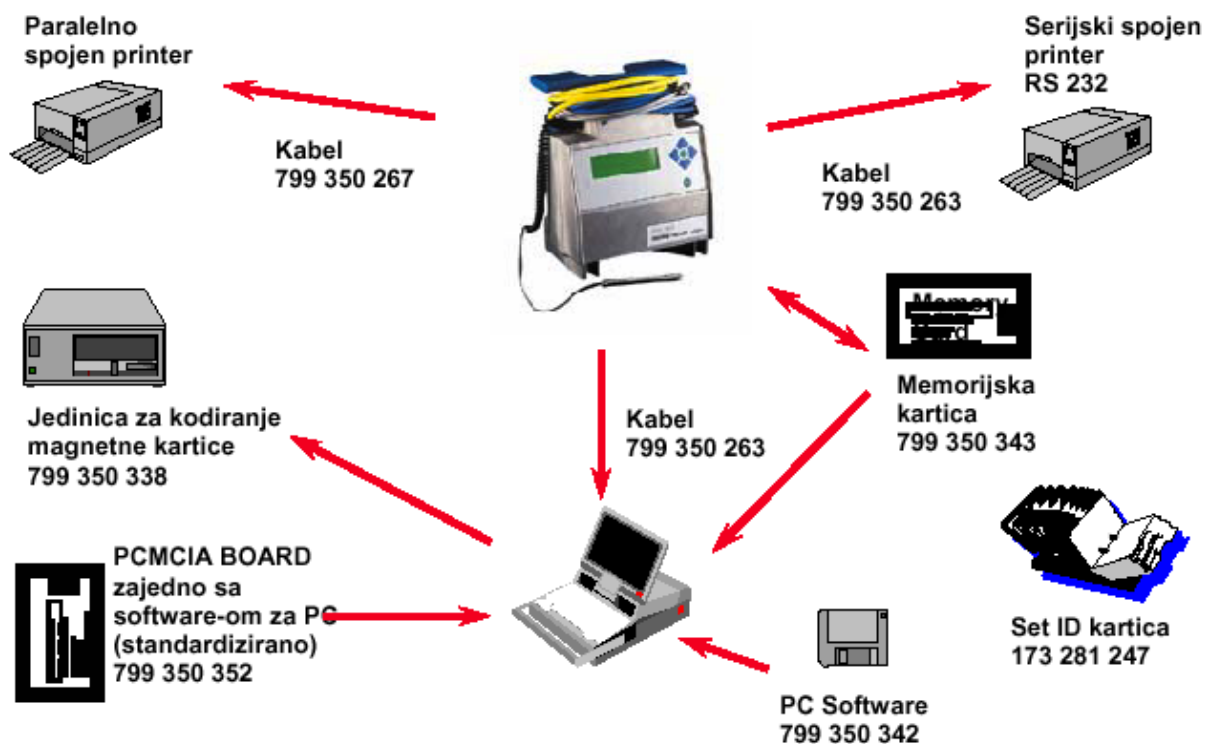 Paralelno
spojen printer
Serijski spojen
printer
RS 232
Kabel
799 350 267
Kabel
799 350 263
Jedinica za kodiranje
magnetne kartice
799 350 338
Kabel
799 350 263
Memory
Memorijska
kartica
799 350 343
PCMCIA BOARD
zajedno sa
software-om za PC
(standardizirano)
799 350 352
Set ID kartica
173 281 247
PC Software
799 350 342